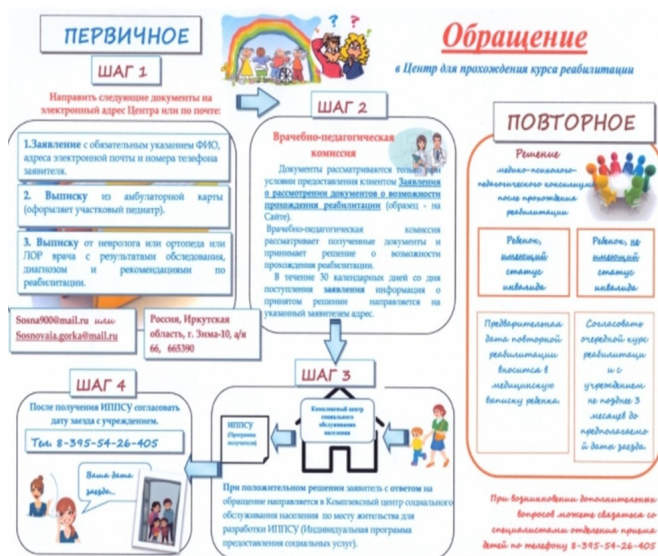 ПЕРВИЧНОЕ
Обращение
в Центр для прохождения курса реабилитации
ШАГ 1
Направить следующие документы на
электронный адрес Центра или по почте:
1.Заявление с обязательным указанием ФИО,
адреса электронной почты и номера телефона
заявителя.
2. Выписку из амбулаторной карты
(оформляет участковый педиатр).
3. Выписку от невролога или ортопеда или
ЛОР врача с результатами обследования,
диагнозом и рекомендациями по
реабилитации.
Sosna900@mail.ru или
Sosnovaia.gorka@mail.ru
Россия, Иркутская
область, г. Зима-10, а/я
66, 665390
ШАГ 2
Врачебно-педагогическая
комиссия
Документы рассматриваются только при
условии предоставления клиентом Заявления
о рассмотрении документов о возможности
прохождения реабилитации (образец - на
Сайте).
Врачебно-педагогическая комиссия
рассматривает полученные документы и
принимает решение о возможности
прохождения реабилитации.
В течение 30 календарных дней со дня
поступления заявления информация о
принятом решении направляется на
указанный заявителем адрес.
ШАГ 3
Комплексный центр
социального
обслуживания
населения
ИППСУ
(Программа
получателя)
При положительном решении заявитель с ответом на
обращение направляется в Комплексный центр социального
обслуживания населения по месту жительства для
разработки ИППСУ (Индивидуальная программа
предоставления социальных услуг).
ШАГ 4
После получения ИППСУ согласовать
дату заезда с учреждением.
Тел. 8-395-54-26-405
Ваша дата
заезда...
ПОВТОРНОЕ
Решение
медико-психолого-
педагогического консилиума
после прохождения
реабилитации
Ребенок,
имеющий
статус
инвалида
Ребенок, не
имеющий
статус
инвалида
Предварительная
дата повторной
реабилитации
вносится в
медицинскую
выписку ребенка.
Согласовать
очередной курс
реабилитаци
и с
учреждением
не позднее 3
месяцев до
предполагаемо
й даты заезда.
При возникновении дополнительных
вопросов можете связаться со
специалистами отделения приема
детей по телефону 8-395-54-26-405